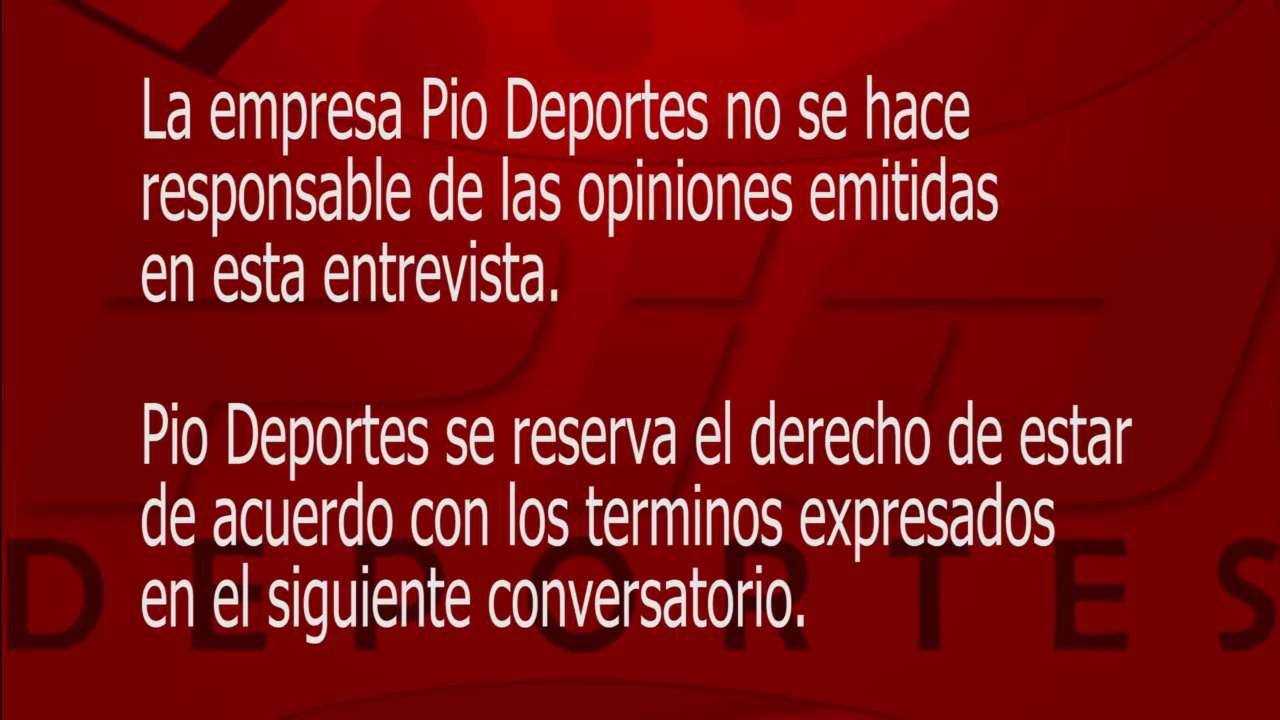 La empresa Pio Deportes no se hace
responsable de las opiniones emitidas
en esta entrevista.
Pio Deportes se reserva el derecho de estar
de acuerdo con los terminos expresados
en el siguiente conversatorio.
Pio
DEPORTES